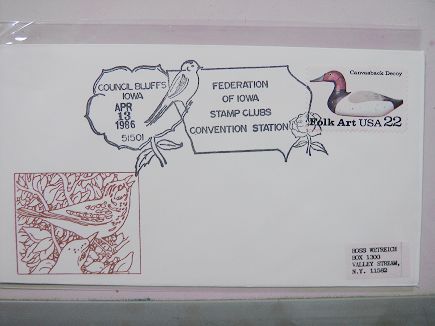 COUNCIL BLUFFS
IOWA
APR
13
1986
51501
FEDERATION
OF IOWA
STAMP CLUBS
CONVENTION STATION
Canvasback Decoy
Folk Art USA 22
ROSS WETREICH
BOX 1300
VALLEY STREAM,
N.Y. 11582